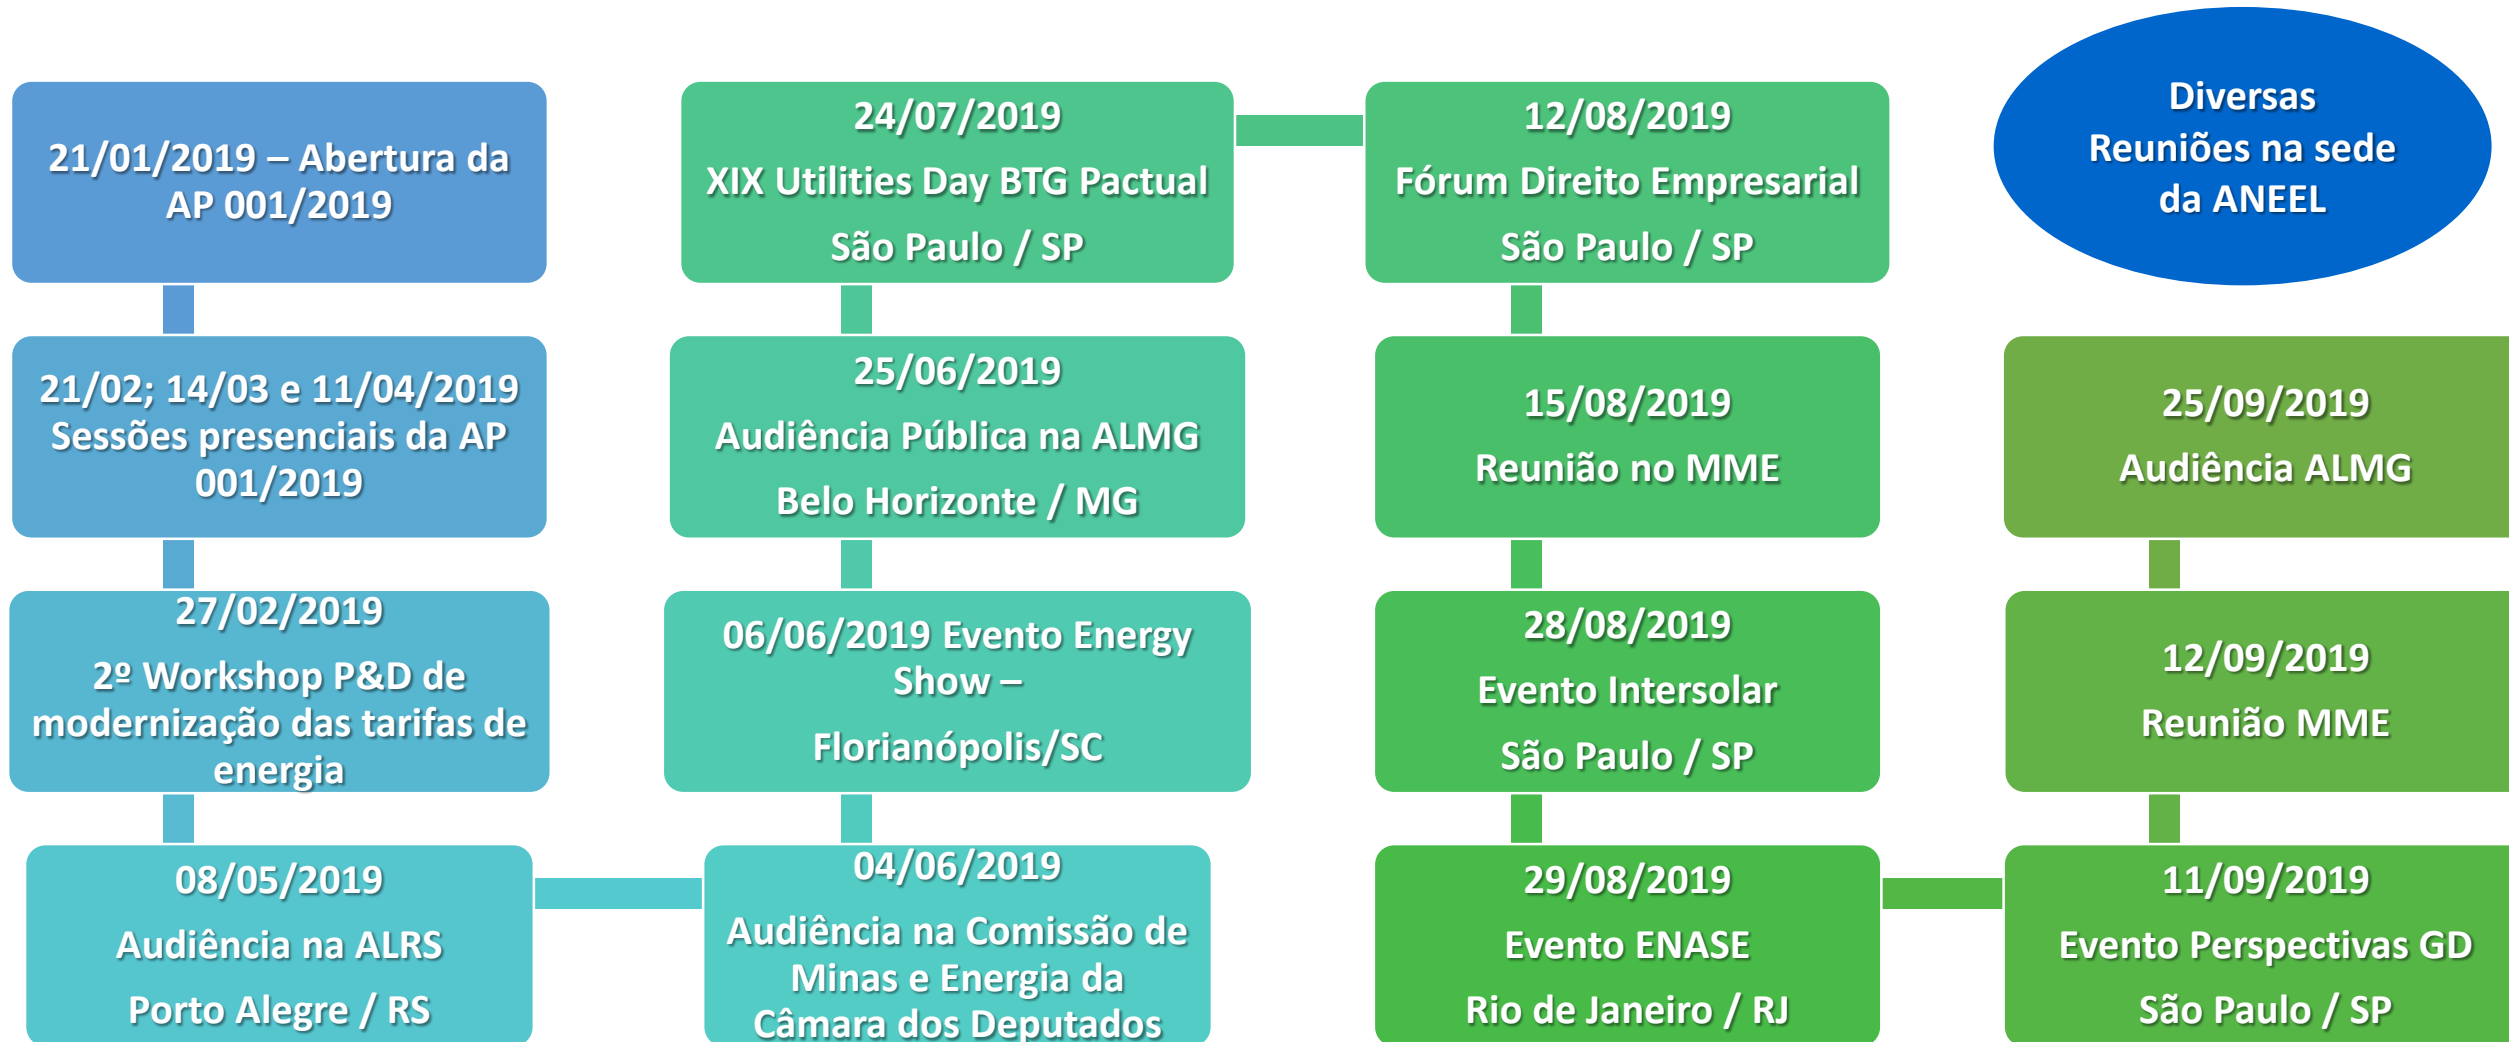 21/01/2019 – Abertura da
AP 001/2019
21/02; 14/03 e 11/04/2019
Sessões presenciais da AP
001/2019
27/02/2019
2º Workshop P&D de
modernização das tarifas de
energia
08/05/2019
Audiência na ALRS
Porto Alegre / RS
04/06/2019
Audiência na Comissão de
Minas e Energia da
Câmara dos Deputados
06/06/2019 Evento Energy
Show –
Florianópolis/SC
25/06/2019
Audiência Pública na ALMG
Belo Horizonte / MG
24/07/2019
XIX Utilities Day BTG Pactual
São Paulo / SP
12/08/2019
Fórum Direito Empresarial
São Paulo / SP
15/08/2019
Reunião no MME
28/08/2019
Evento Intersolar
São Paulo / SP
29/08/2019
Evento ENASE
Rio de Janeiro / RJ
11/09/2019
Evento Perspectivas GD
São Paulo / SP
12/09/2019
Reunião MME
25/09/2019
Audiência ALMG
Diversas
Reuniões na sede
da ANEEL